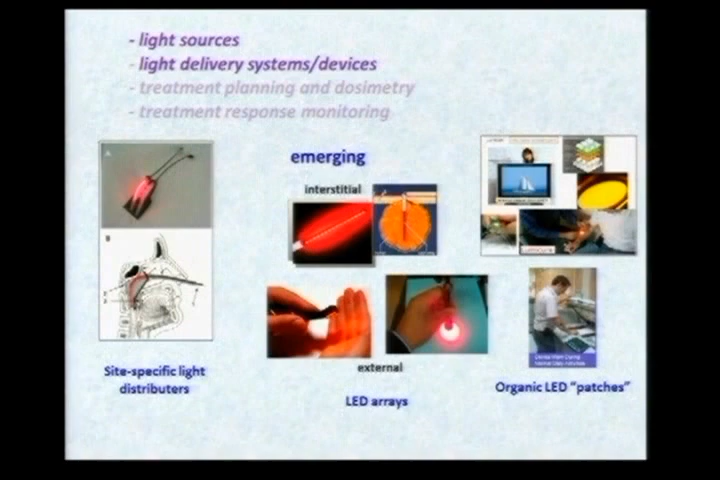 - light sources
- light delivery systems/devices
- treatment planning and dosimetry
- treatment response monitoring
emerging
interstitial
A
B
external
Site-specific light
distributers
LED arrays
Organic LED "patches"